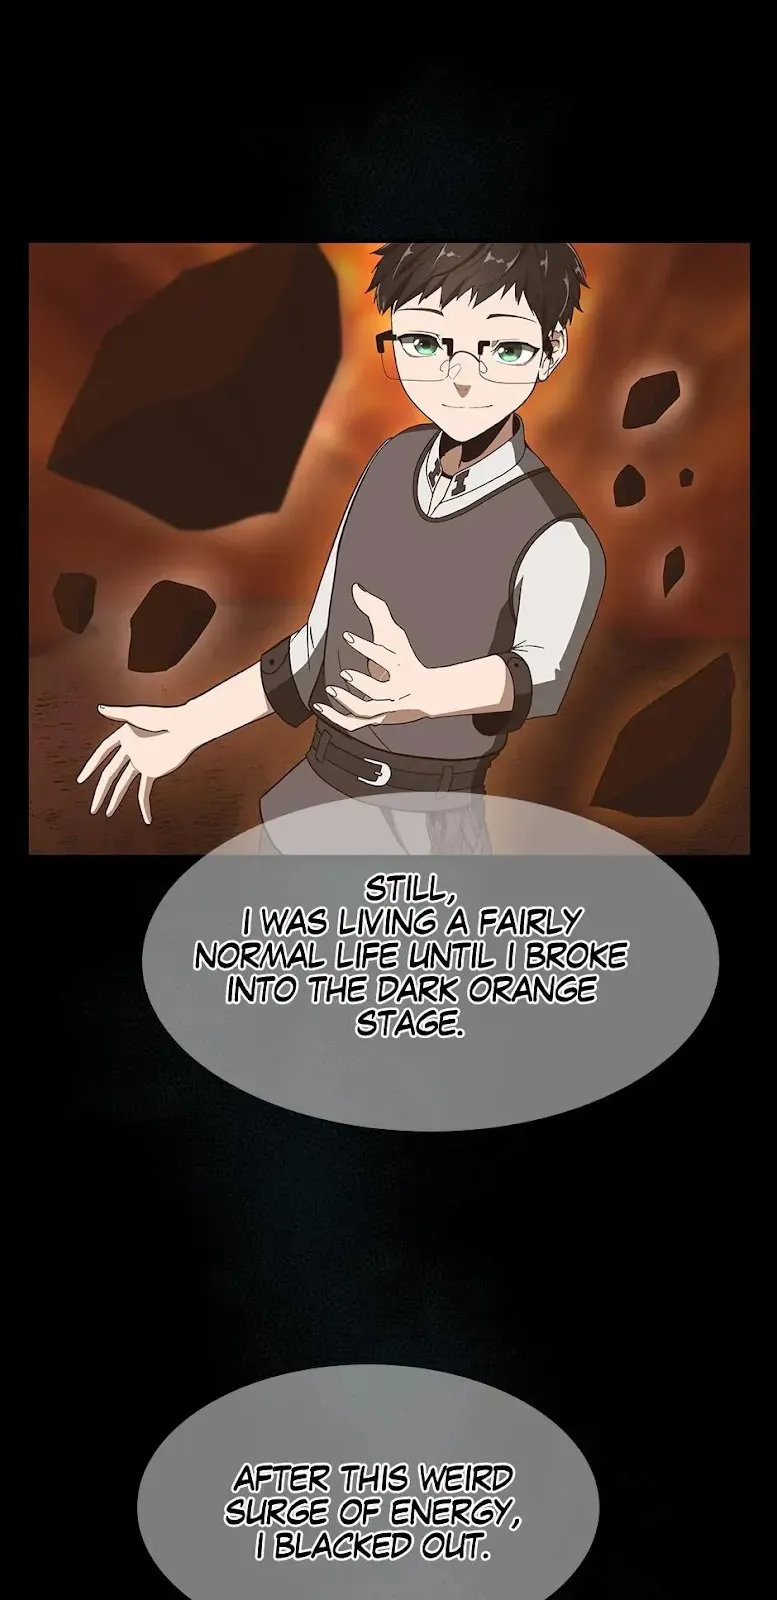 STILL,
I WAS LIVING A FAIRLY
NORMAL LIFE UNTIL I BROKE
INTO THE DARK ORANGE
STAGE.
AFTER THIS WEIRD
SURGE OF ENERGY,
I BLACKED OUT.